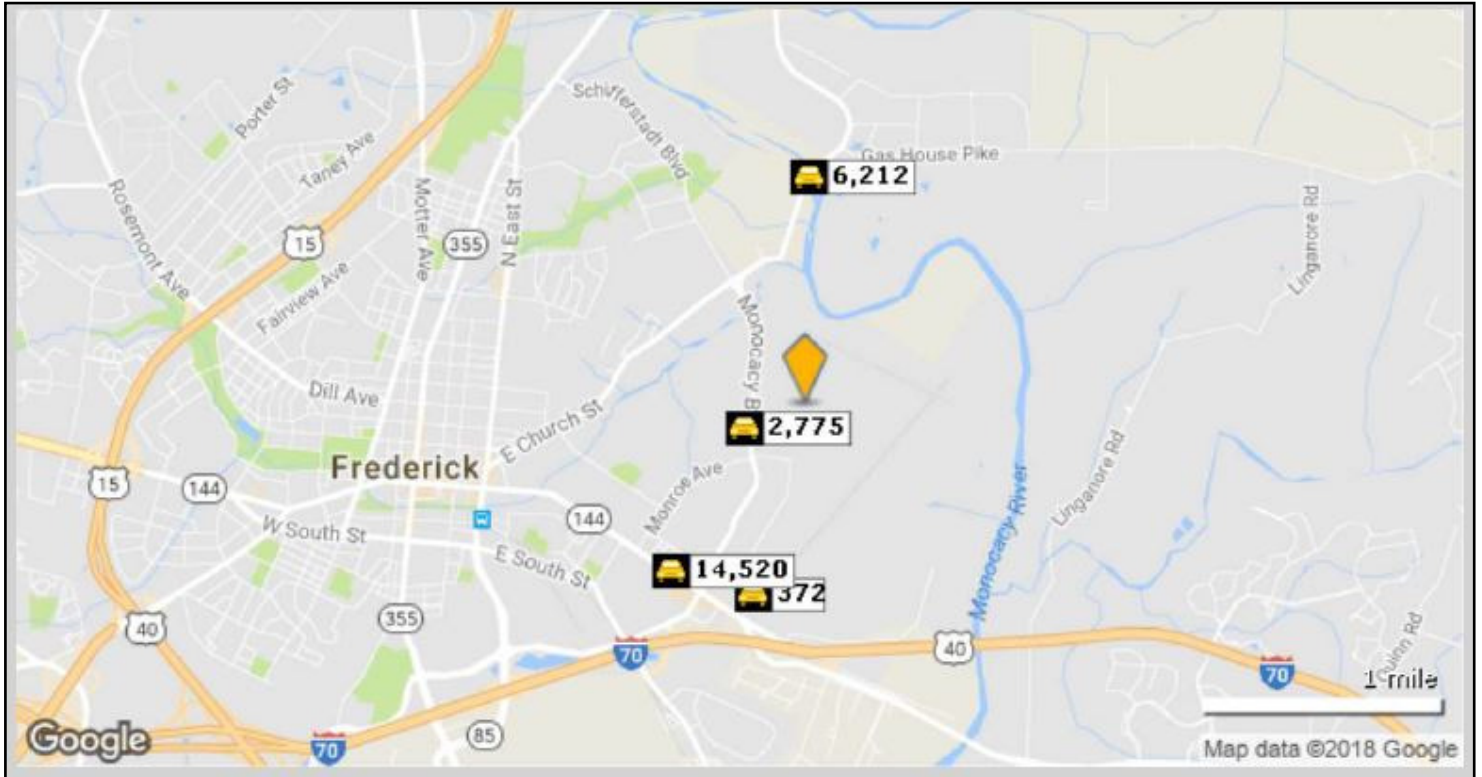 Porter St
Schifferstadt Blvd
Taney Ave
Gas House Pike
6,212
Rosemont Ave
Motter Ave
N East St
15
355
Linganore Rd
Fairview Ave
Monocacy B
Dill Ave
E Church St
2,775
Frederick
Linganore Rd
15
144
Monroe Ave
144
W South St
E South St
Monocacy River
14,520
372
355
40
70
40
Quinn Rd
70
1 mile
85
70
Google
Map data ©2018 Google